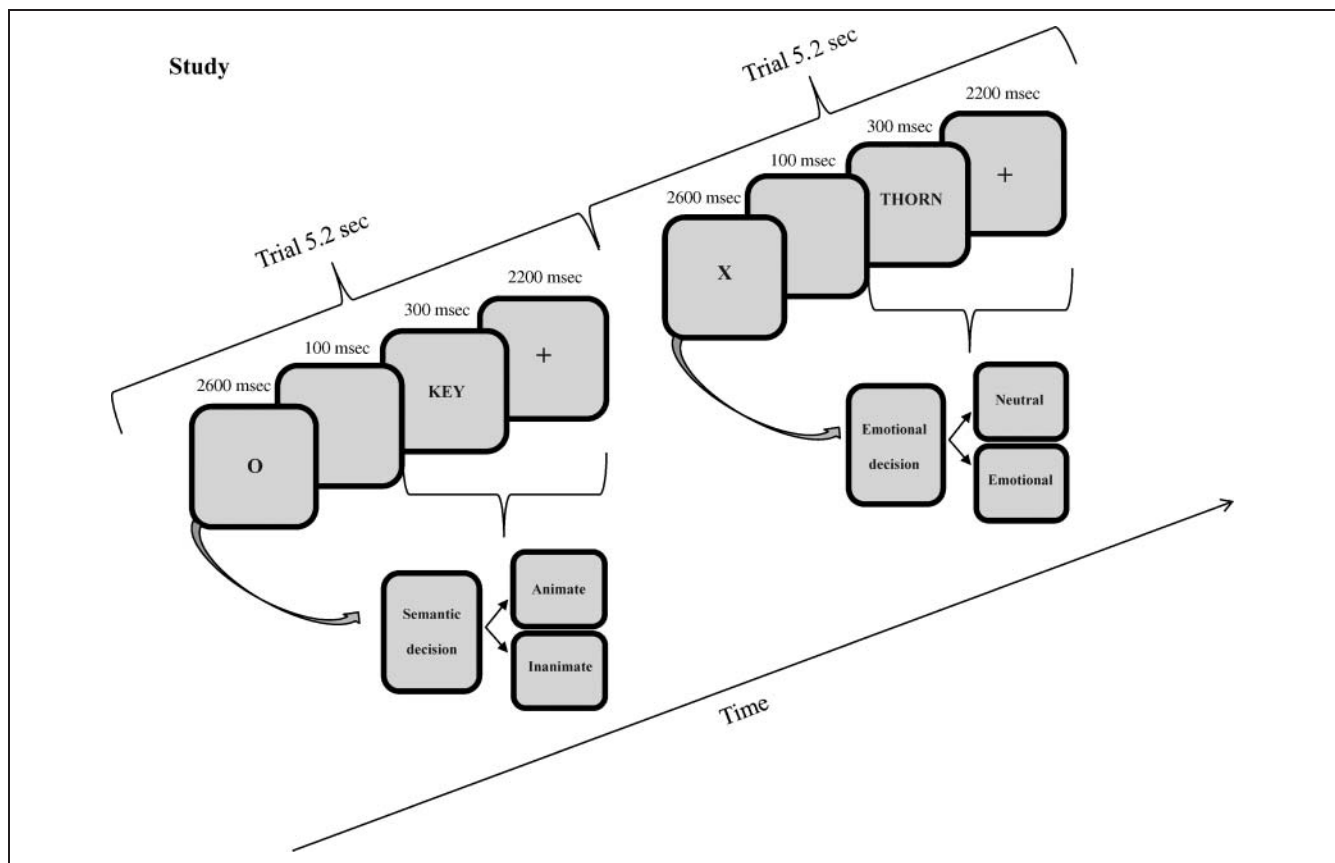 Study
Trial 5.2 sec
2600 msec
O
100 msec
300 msec
KEY
2200 msec
+
Semantic
decision
Animate
Inanimate
Trial 5.2 sec
2600 msec
X
100 msec
300 msec
THORN
2200 msec
+
Emotional
decision
Neutral
Emotional
Time